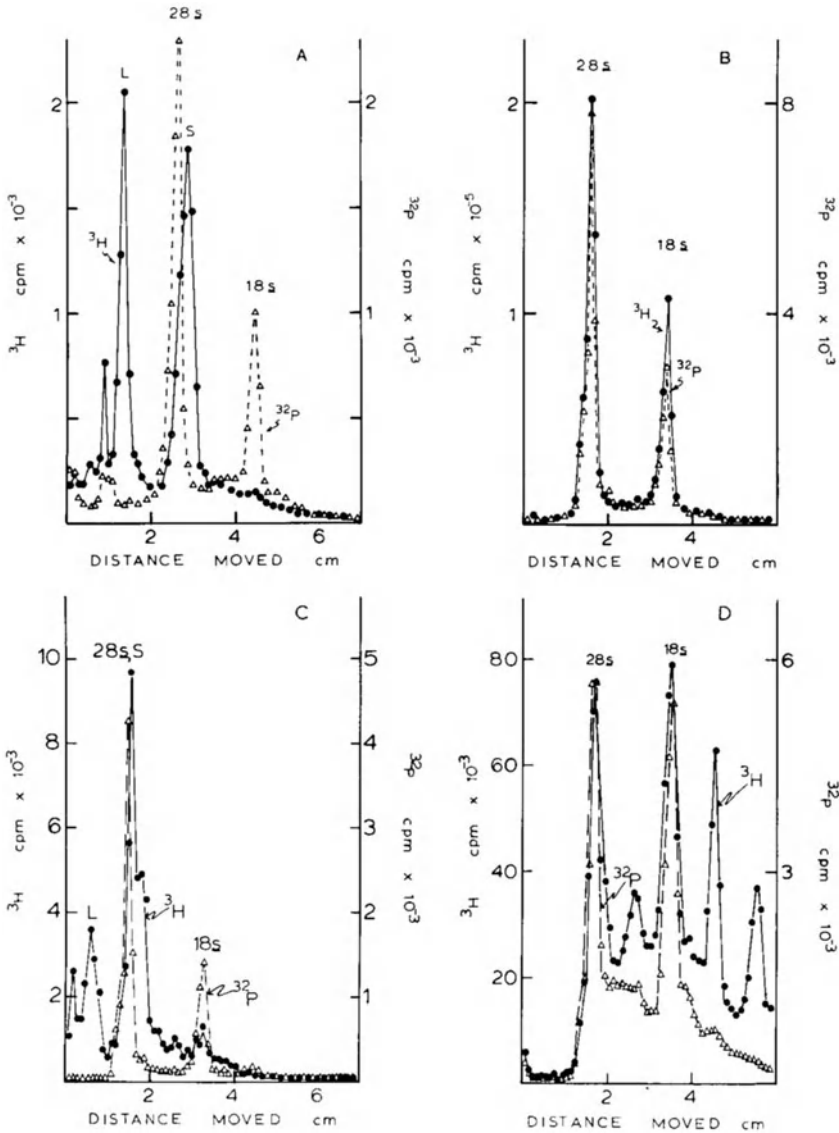 28s
A
L
S
³H
18s
³²P
2
1
2
1
³H cpm x 10⁻³
³²P cpm x 10⁻³
2 4 6
DISTANCE MOVED cm
B
28s
18s
³H₂
³²P
2
1
8
4
³H cpm x 10⁻⁵
³²P cpm x 10⁻³
2 4
DISTANCE MOVED cm
C
28s,S
L
³H
18s
³²P
10
8
6
4
2
5
4
3
2
1
³H cpm x 10⁻³
³²P cpm x 10⁻³
2 4 6
DISTANCE MOVED cm
D
28s
18s
³H
³²P
80
60
40
20
6
3
³H cpm x 10⁻³
³²P cpm x 10⁻³
2 4
DISTANCE MOVED cm